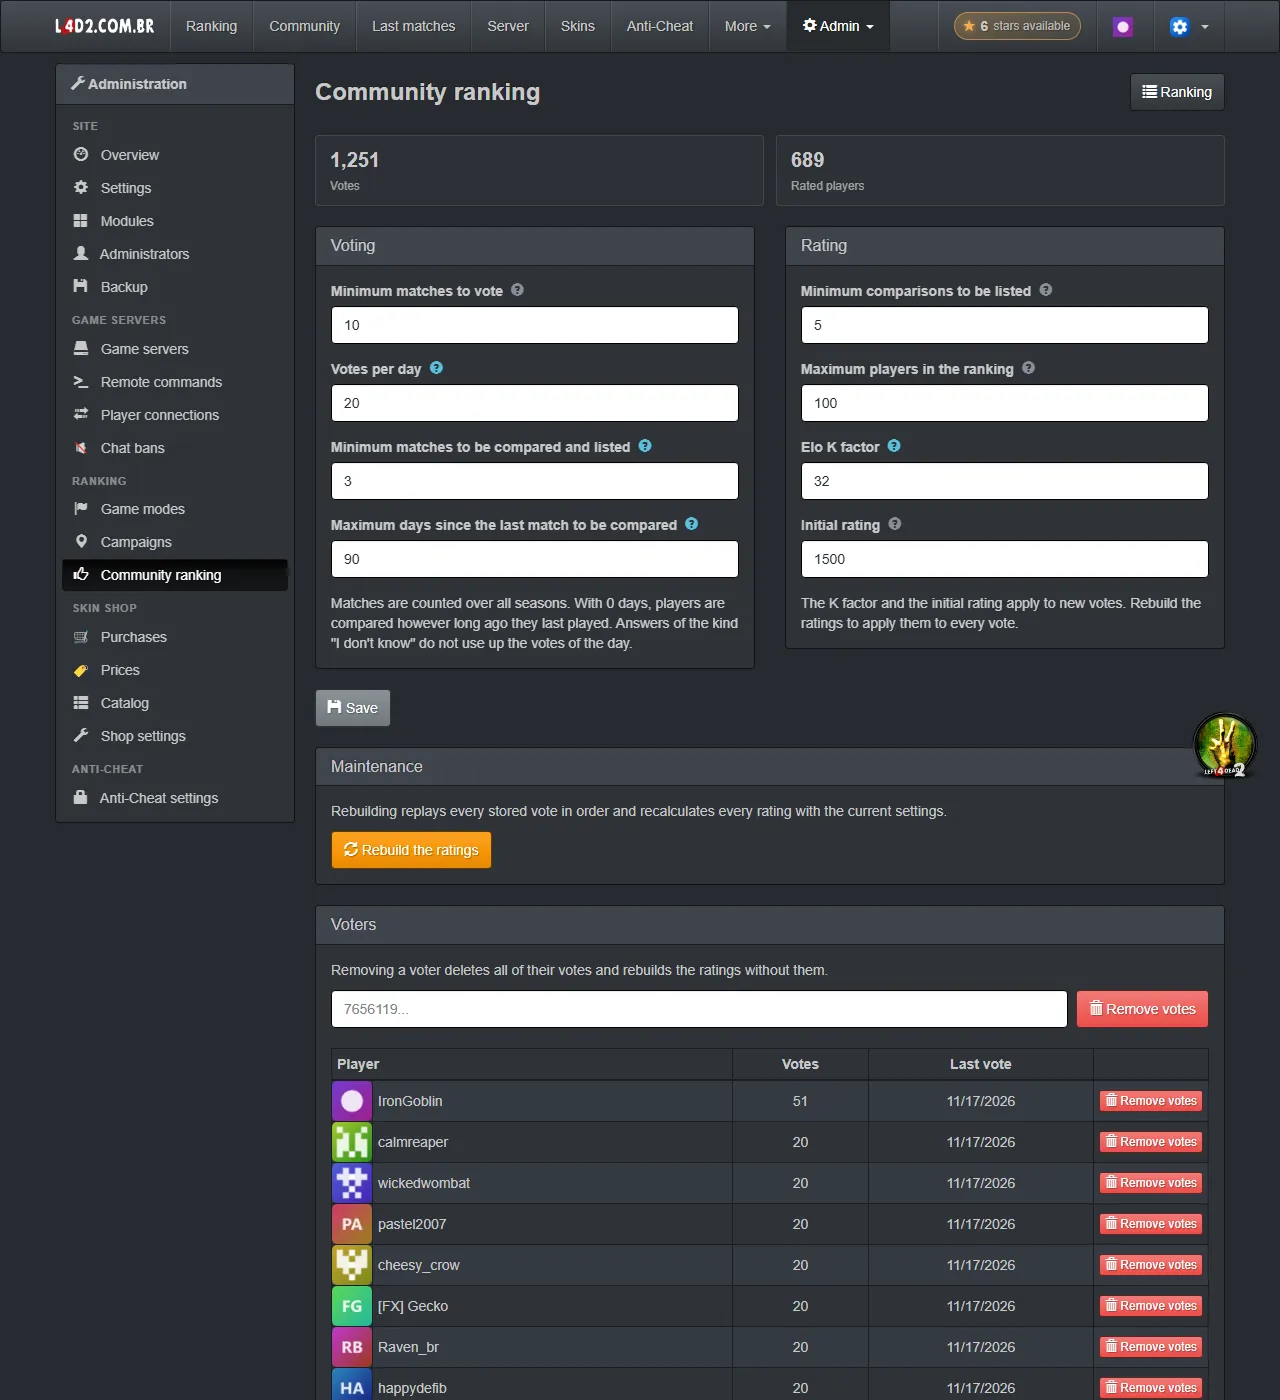 L4D2.COM.BR
Ranking
Community
Last matches
Server
Skins
Anti-Cheat
More
Admin
6 stars available
Administration
SITE
Overview
Settings
Modules
Administrators
Backup
GAME SERVERS
Game servers
Remote commands
Player connections
Chat bans
RANKING
Game modes
Campaigns
Community ranking
SKIN SHOP
Purchases
Prices
Catalog
Shop settings
ANTI-CHEAT
Anti-Cheat settings
Community ranking
Ranking
1,251
Votes
689
Rated players
Voting
Minimum matches to vote
10
Votes per day
20
Minimum matches to be compared and listed
3
Maximum days since the last match to be compared
90
Matches are counted over all seasons. With 0 days, players are
compared however long ago they last played. Answers of the kind
"I don't know" do not use up the votes of the day.
Rating
Minimum comparisons to be listed
5
Maximum players in the ranking
100
Elo K factor
32
Initial rating
1500
The K factor and the initial rating apply to new votes. Rebuild the
ratings to apply them to every vote.
Save
LEFT 4 DEAD 2
Maintenance
Rebuilding replays every stored vote in order and recalculates every rating with the current settings.
Rebuild the ratings
Voters
Removing a voter deletes all of their votes and rebuilds the ratings without them.
7656119...
Remove votes
Player Votes Last vote
IronGoblin 51 11/17/2026 Remove votes
calmreaper 20 11/17/2026 Remove votes
wickedwombat 20 11/17/2026 Remove votes
PA pastel2007 20 11/17/2026 Remove votes
cheesy_crow 20 11/17/2026 Remove votes
FG [FX] Gecko 20 11/17/2026 Remove votes
RB Raven_br 20 11/17/2026 Remove votes
HA happydefib 20 11/17/2026 Remove votes